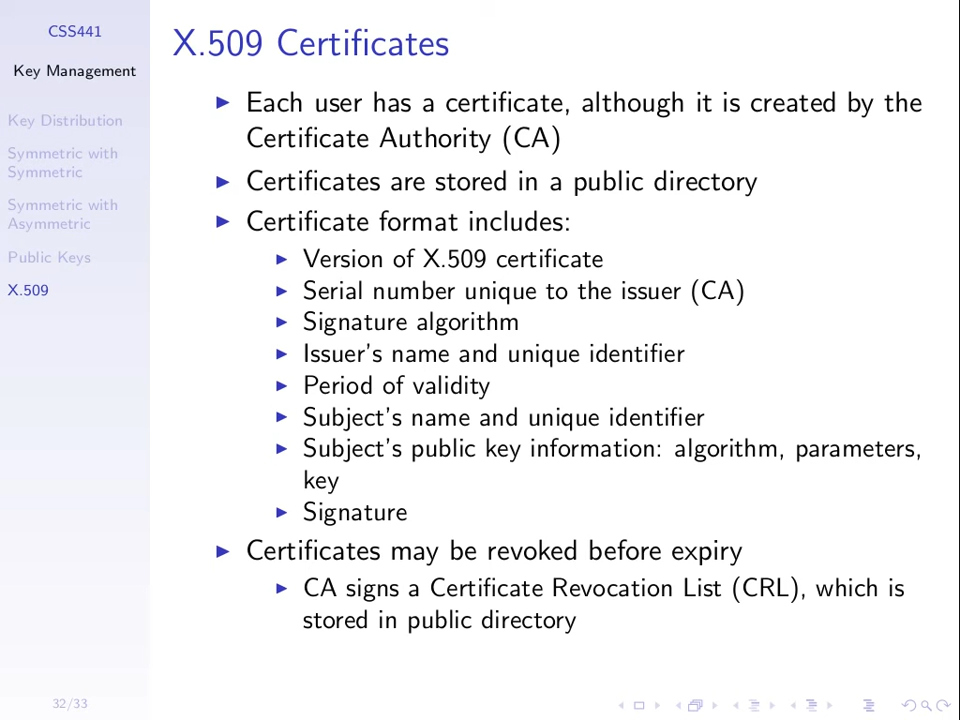 CSS441
Key Management
Key Distribution
Symmetric with
Symmetric
Symmetric with
Asymmetric
Public Keys
X.509
32/33
X.509 Certificates
Each user has a certificate, although it is created by the
Certificate Authority (CA)
Certificates are stored in a public directory
Certificate format includes:
Version of X.509 certificate
Serial number unique to the issuer (CA)
Signature algorithm
Issuer's name and unique identifier
Period of validity
Subject's name and unique identifier
Subject's public key information: algorithm, parameters,
key
Signature
Certificates may be revoked before expiry
CA signs a Certificate Revocation List (CRL), which is
stored in public directory